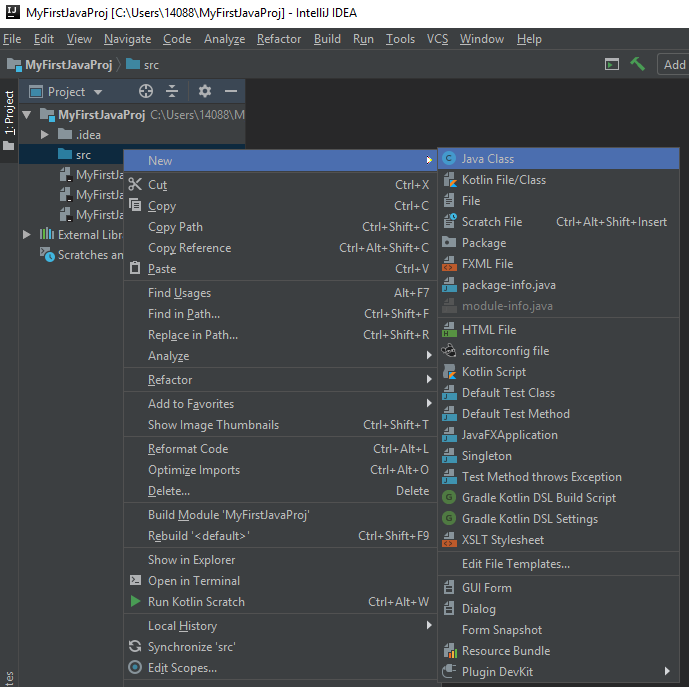 MyFirstJavaProj [C:\Users\14088\MyFirstJavaProj] - IntelliJ IDEA
File Edit View Navigate Code Analyze Refactor Build Run Tools VCS Window Help
MyFirstJavaProj src Add
1: Project
Project
MyFirstJavaProj C:\Users\14088\M
.idea
src
MyFirstJa
MyFirstJa
MyFirstJa
External Libr
Scratches an
New
Cut Ctrl+X
Copy Ctrl+C
Copy Path Ctrl+Shift+C
Copy Reference Ctrl+Alt+Shift+C
Paste Ctrl+V
Find Usages Alt+F7
Find in Path... Ctrl+Shift+F
Replace in Path... Ctrl+Shift+R
Analyze
Refactor
Add to Favorites
Show Image Thumbnails Ctrl+Shift+T
Reformat Code Ctrl+Alt+L
Optimize Imports Ctrl+Alt+O
Delete... Delete
Build Module 'MyFirstJavaProj'
Rebuild '<default>' Ctrl+Shift+F9
Show in Explorer
Open in Terminal
Run Kotlin Scratch Ctrl+Alt+W
Local History
Synchronize 'src'
Edit Scopes...
Java Class
Kotlin File/Class
File
Scratch File Ctrl+Alt+Shift+Insert
Package
FXML File
package-info.java
module-info.java
HTML File
.editorconfig file
Kotlin Script
Default Test Class
Default Test Method
JavaFXApplication
Singleton
Test Method throws Exception
Gradle Kotlin DSL Build Script
Gradle Kotlin DSL Settings
XSLT Stylesheet
Edit File Templates...
GUI Form
Dialog
Form Snapshot
Resource Bundle
Plugin DevKit
tes